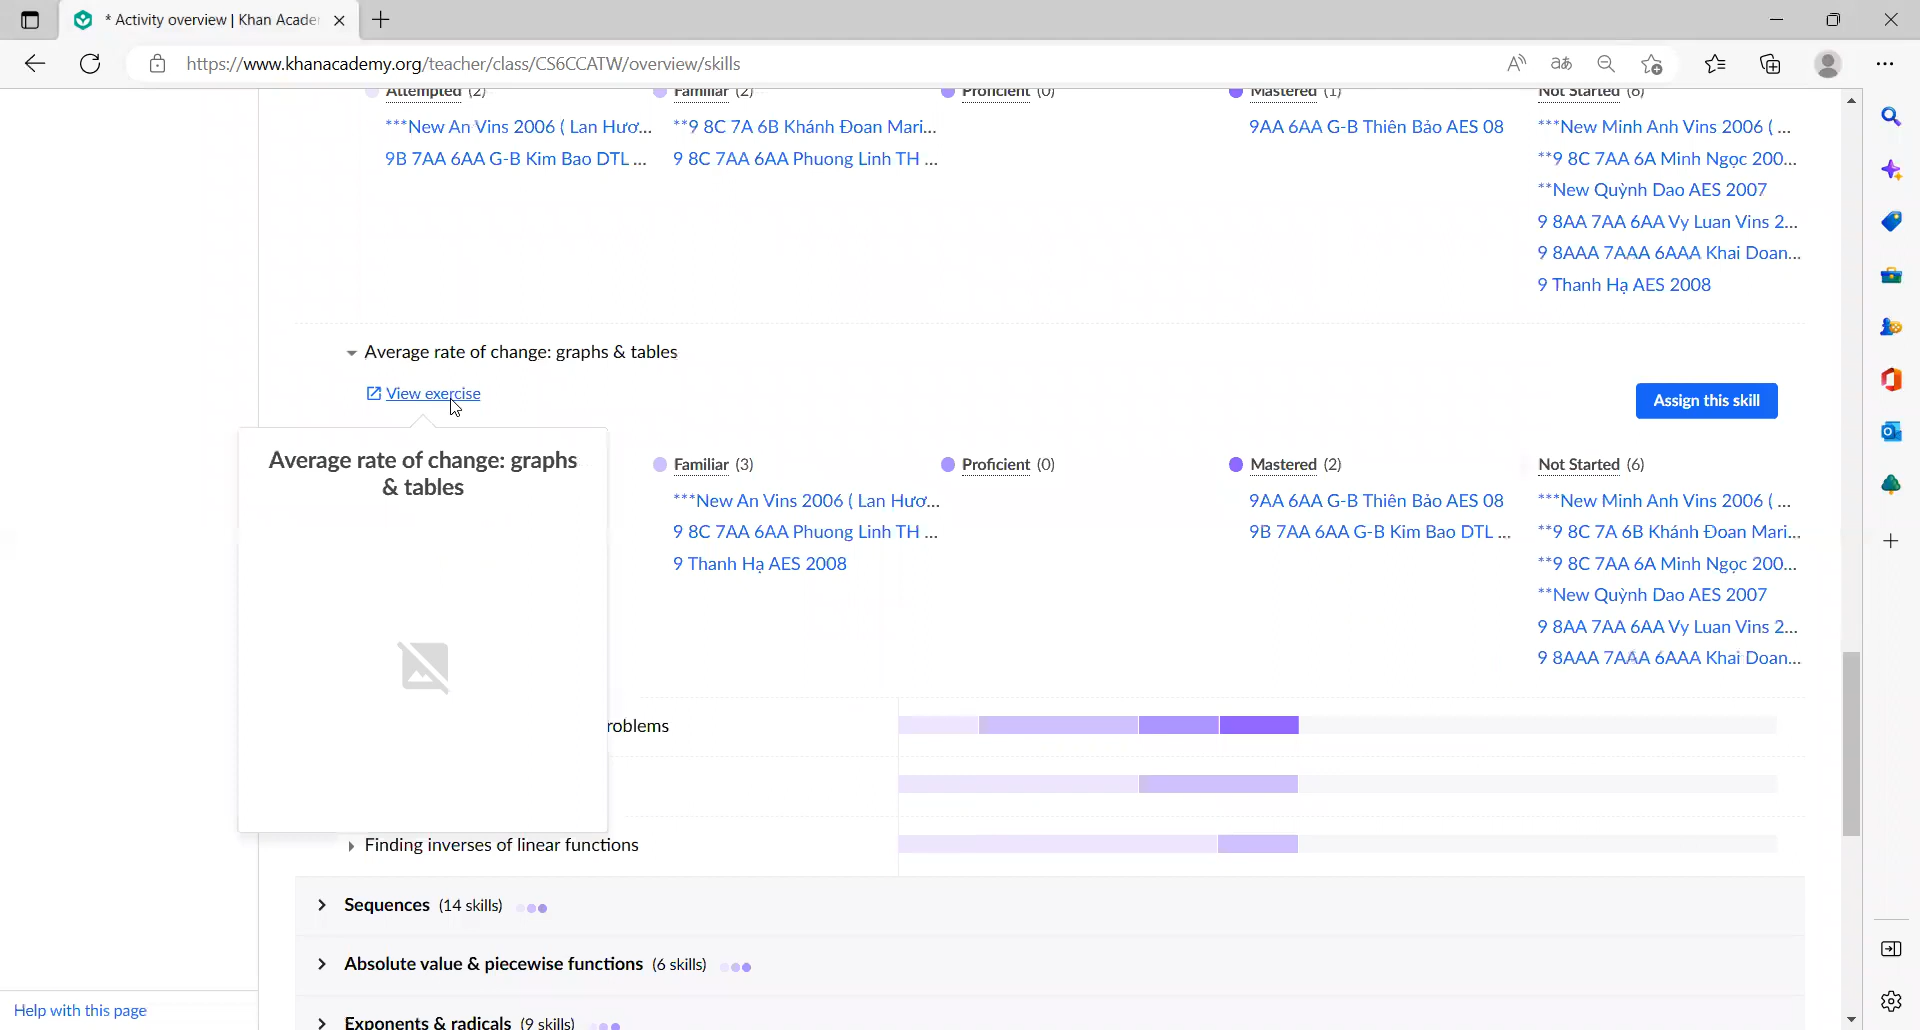 * Activity overview | Khan Acade
https://www.khanacademy.org/teacher/class/CS6CCATW/overview/skills
Attempted (2)
Familiar (2)
Proficient (0)
Mastered (1)
Not Started (6)
***New An Vins 2006 ( Lan Hươ...
**9 8C 7A 6B Khánh Đoan Mari...
9AA 6AA G-B Thiên Bảo AES 08
***New Minh Anh Vins 2006 ( ...
9B 7AA 6AA G-B Kim Bao DTL ...
9 8C 7AA 6AA Phuong Linh TH ...
**9 8C 7AA 6A Minh Ngọc 200...
**New Quỳnh Dao AES 2007
9 8AA 7AA 6AA Vy Luan Vins 2...
9 8AAA 7AAA 6AAA Khai Doan...
9 Thanh Hạ AES 2008
Average rate of change: graphs & tables
View exercise
Assign this skill
Average rate of change: graphs
& tables
Familiar (3)
Proficient (0)
Mastered (2)
Not Started (6)
***New An Vins 2006 ( Lan Hươ...
9AA 6AA G-B Thiên Bảo AES 08
***New Minh Anh Vins 2006 ( ...
9 8C 7AA 6AA Phuong Linh TH ...
9B 7AA 6AA G-B Kim Bao DTL ...
**9 8C 7A 6B Khánh Đoan Mari...
9 Thanh Hạ AES 2008
**9 8C 7AA 6A Minh Ngọc 200...
**New Quỳnh Dao AES 2007
9 8AA 7AA 6AA Vy Luan Vins 2...
9 8AAA 7AAA 6AAA Khai Doan...
roblems
Finding inverses of linear functions
Sequences (14 skills)
Absolute value & piecewise functions (6 skills)
Help with this page
Exponents & radicals (9 skills)